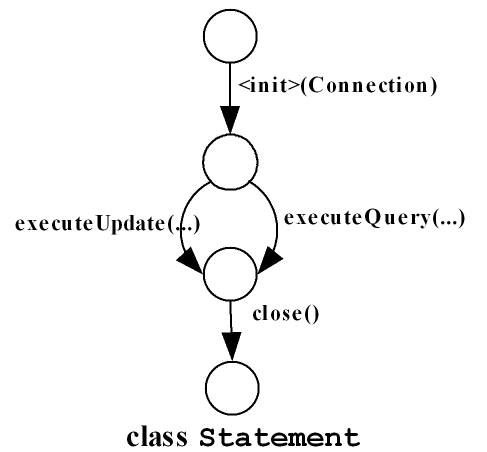 <init>(Connection)
executeUpdate(...)
executeQuery(...)
close()
class Statement